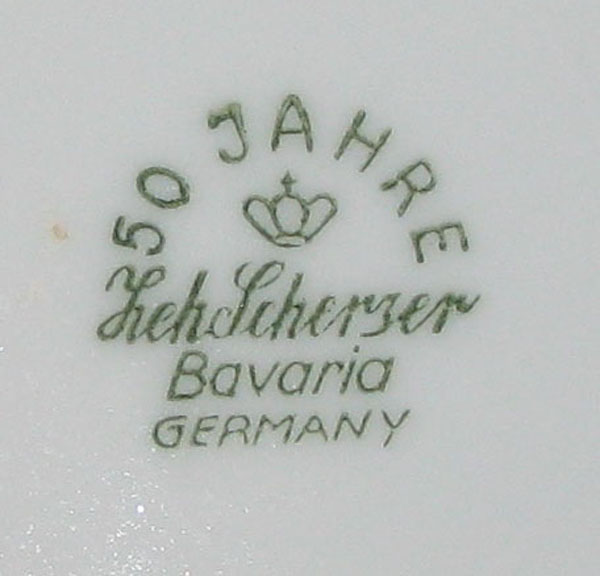 50 JAHRE
Zeh Scherzer
Bavaria
GERMANY